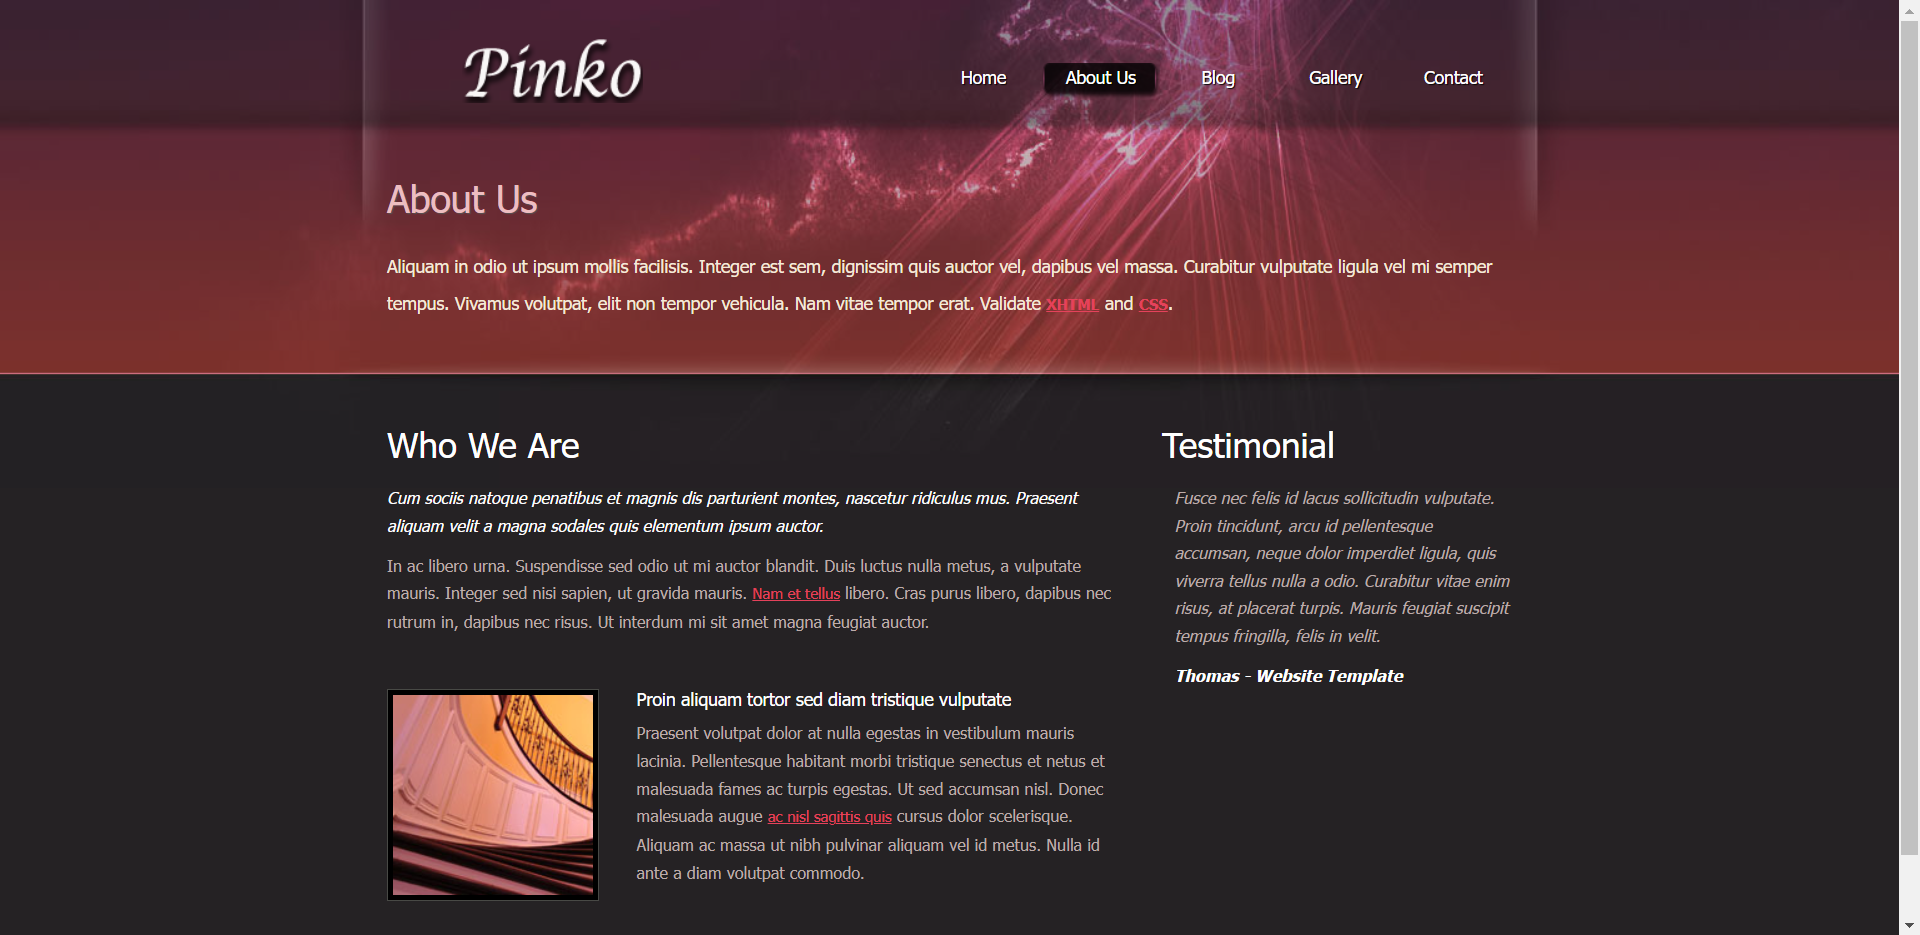 Pinko
Home
About Us
Blog
Gallery
Contact
About Us
Aliquam in odio ut ipsum mollis facilisis. Integer est sem, dignissim quis auctor vel, dapibus vel massa. Curabitur vulputate ligula vel mi semper
tempus. Vivamus volutpat, elit non tempor vehicula. Nam vitae tempor erat. Validate XHTML and CSS.
Who We Are
Cum sociis natoque penatibus et magnis dis parturient montes, nascetur ridiculus mus. Praesent
aliquam velit a magna sodales quis elementum ipsum auctor.
In ac libero urna. Suspendisse sed odio ut mi auctor blandit. Duis luctus nulla metus, a vulputate
mauris. Integer sed nisi sapien, ut gravida mauris. Nam et tellus libero. Cras purus libero, dapibus nec
rutrum in, dapibus nec risus. Ut interdum mi sit amet magna feugiat auctor.
Proin aliquam tortor sed diam tristique vulputate
Praesent volutpat dolor at nulla egestas in vestibulum mauris
lacinia. Pellentesque habitant morbi tristique senectus et netus et
malesuada fames ac turpis egestas. Ut sed accumsan nisl. Donec
malesuada augue ac nisl sagittis quis cursus dolor scelerisque.
Aliquam ac massa ut nibh pulvinar aliquam vel id metus. Nulla id
ante a diam volutpat commodo.
Testimonial
Fusce nec felis id lacus sollicitudin vulputate.
Proin tincidunt, arcu id pellentesque
accumsan, neque dolor imperdiet ligula, quis
viverra tellus nulla a odio. Curabitur vitae enim
risus, at placerat turpis. Mauris feugiat suscipit
tempus fringilla, felis in velit.
Thomas - Website Template